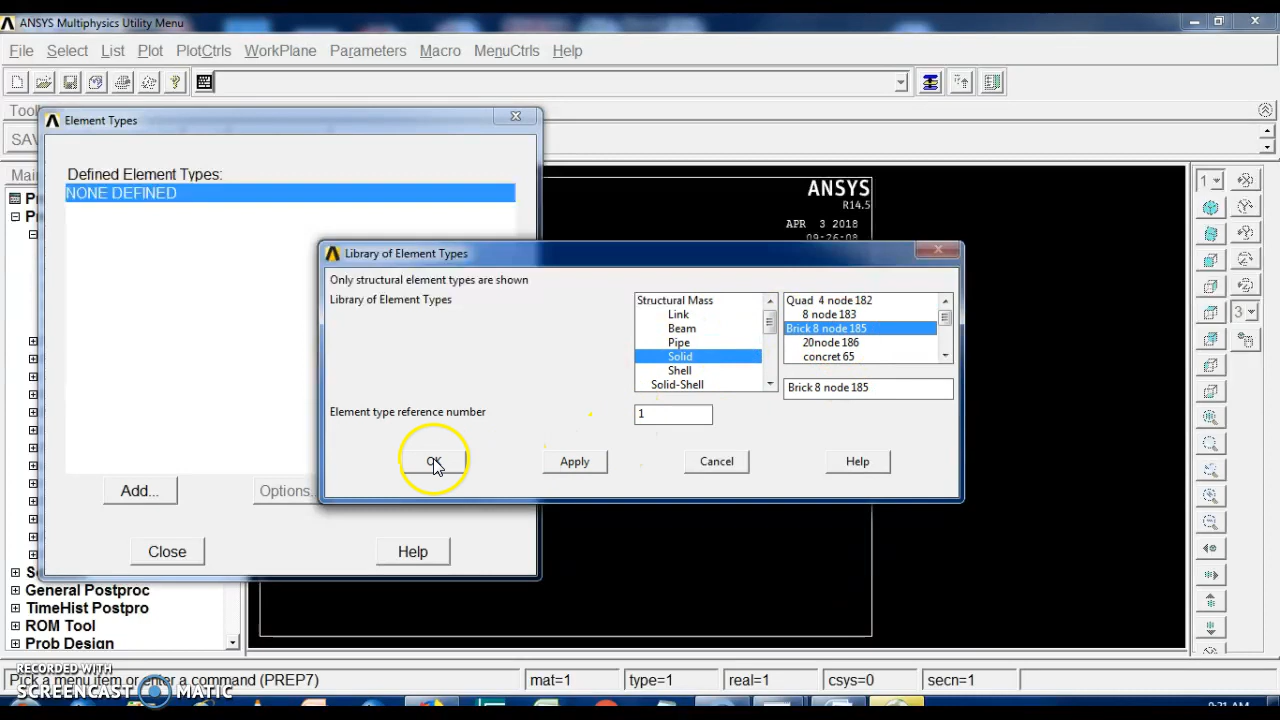 ANSYS Multiphysics Utility Menu
File Select List Plot PlotCtrls WorkPlane Parameters Macro MenuCtrls Help
Element Types
Defined Element Types:
NONE DEFINED
Add...
Close
Help
Library of Element Types
Only structural element types are shown
Library of Element Types
Structural Mass
Link
Beam
Pipe
Solid
Shell
Solid-Shell
Quad 4 node 182
8 node 183
Brick 8 node 185
20node 186
concret 65
Brick 8 node 185
Element type reference number
1
OK
Apply
Cancel
Help
ANSYS
R14.5
APR 3 2018
1
3
General Postproc
TimeHist Postpro
ROM Tool
Prob Design
Pick a menu item or enter a command (PREP7)
mat=1
type=1
real=1
csys=0
secn=1
RECORDED WITH
SCREENCAST MATIC